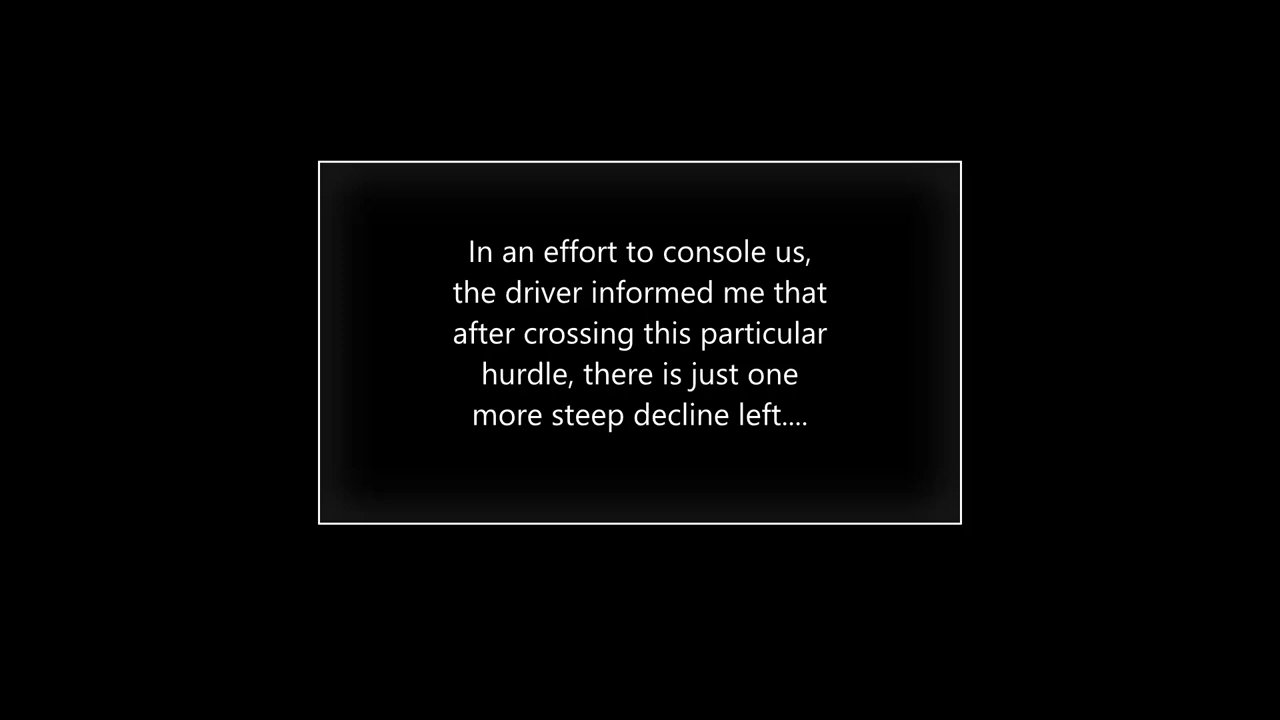 In an effort to console us,
the driver informed me that
after crossing this particular
hurdle, there is just one
more steep decline left....